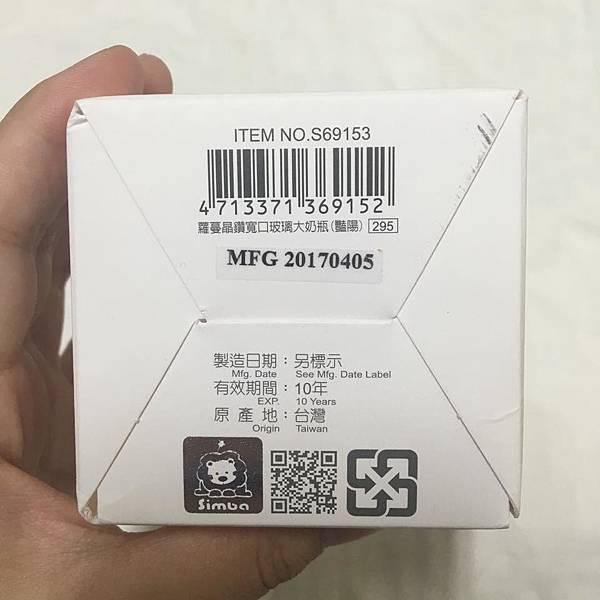 ITEM NO.S69153
4 713371 369152
蘿蔓晶鑽寬口玻璃大奶瓶(豔陽) 295
MFG 20170405
製造日期：另標示
Mfg. Date See Mfg. Date Label
有效期間：10年
EXP. 10 Years
原產地：台灣
Origin Taiwan
Simba